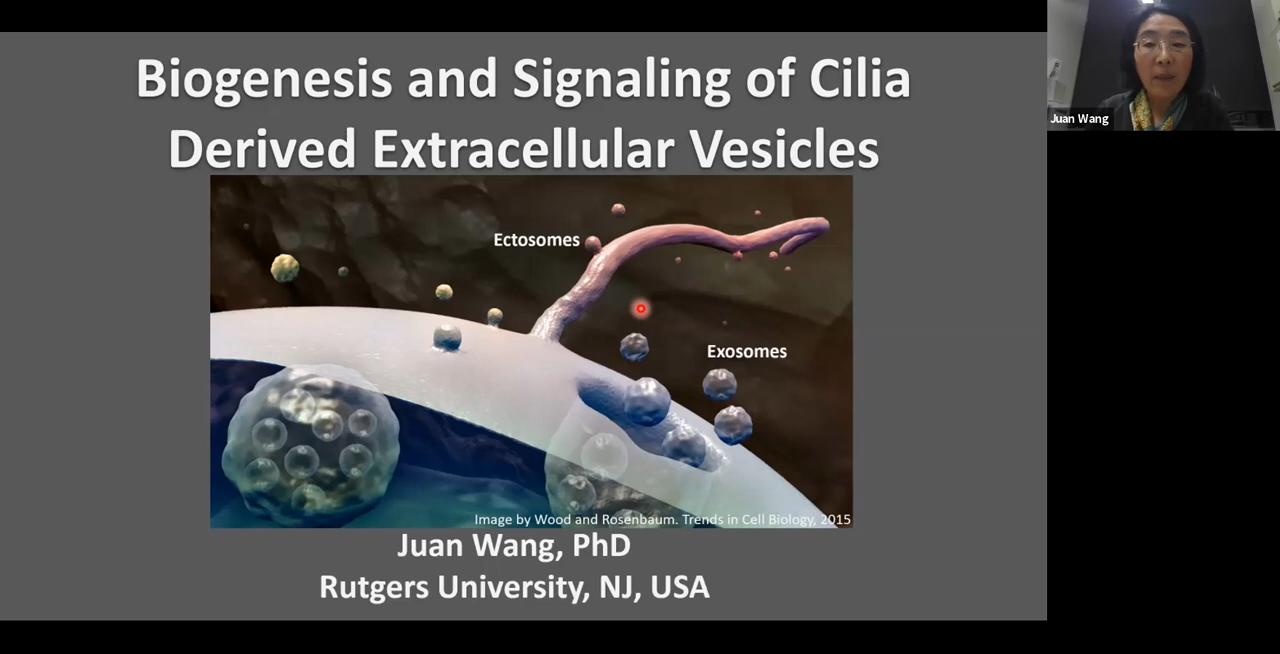 Biogenesis and Signaling of Cilia
Derived Extracellular Vesicles
Juan Wang
Ectosomes
Exosomes
Image by Wood and Rosenbaum. Trends in Cell Biology, 2015
Juan Wang, PhD
Rutgers University, NJ, USA